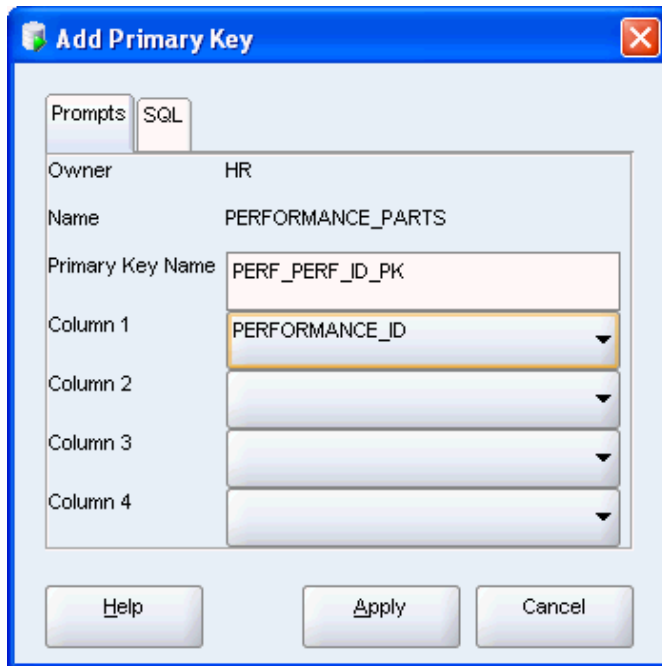 Add Primary Key
Prompts SQL
Owner HR
Name PERFORMANCE_PARTS
Primary Key Name PERF_PERF_ID_PK
Column 1 PERFORMANCE_ID
Column 2
Column 3
Column 4
Help Apply Cancel